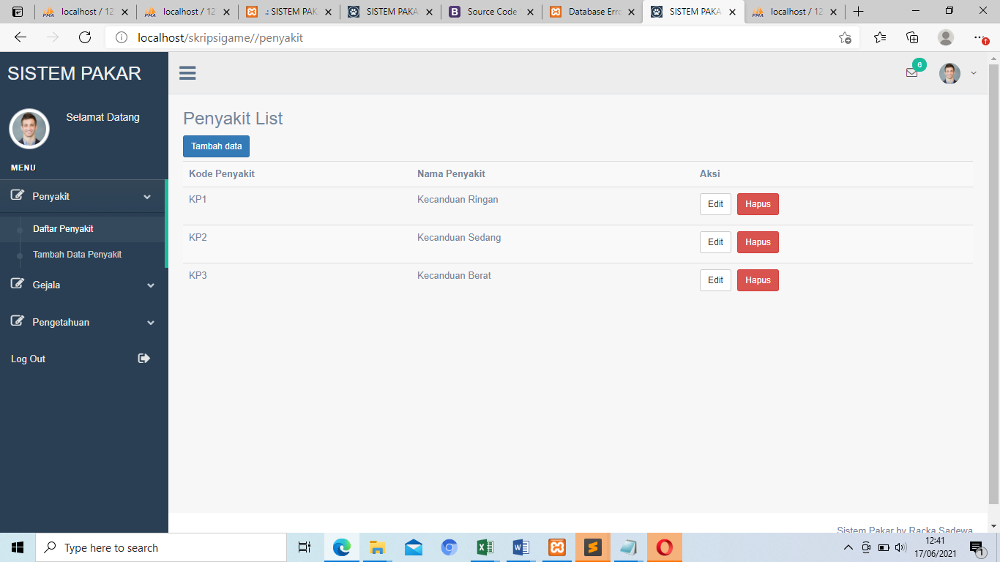 localhost / 12
localhost / 12
.: SISTEM PAK
SISTEM PAKA
Source Code
Database Erro
SISTEM PAKA
localhost / 12
localhost/skripsigame//penyakit
SISTEM PAKAR
6
Selamat Datang
MENU
Penyakit
Daftar Penyakit
Tambah Data Penyakit
Gejala
Pengetahuan
Log Out
Penyakit List
Tambah data
Kode Penyakit Nama Penyakit Aksi
KP1 Kecanduan Ringan Edit Hapus
KP2 Kecanduan Sedang Edit Hapus
KP3 Kecanduan Berat Edit Hapus
Sistem Pakar by Racka Sadewa
Type here to search
12:41
17/06/2021
1